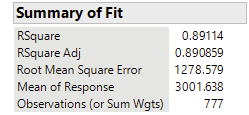 Summary of Fit
RSquare 0.89114
RSquare Adj 0.890859
Root Mean Square Error 1278.579
Mean of Response 3001.638
Observations (or Sum Wgts) 777